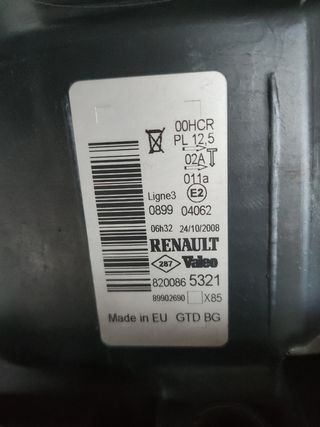 00HCR
PL 12,5
02A
011a
Ligne3 E2
0899 04062
06h32 24/10/2008
RENAULT
287 Valeo
820086 5321
89902690 X85
Made in EU GTD BG